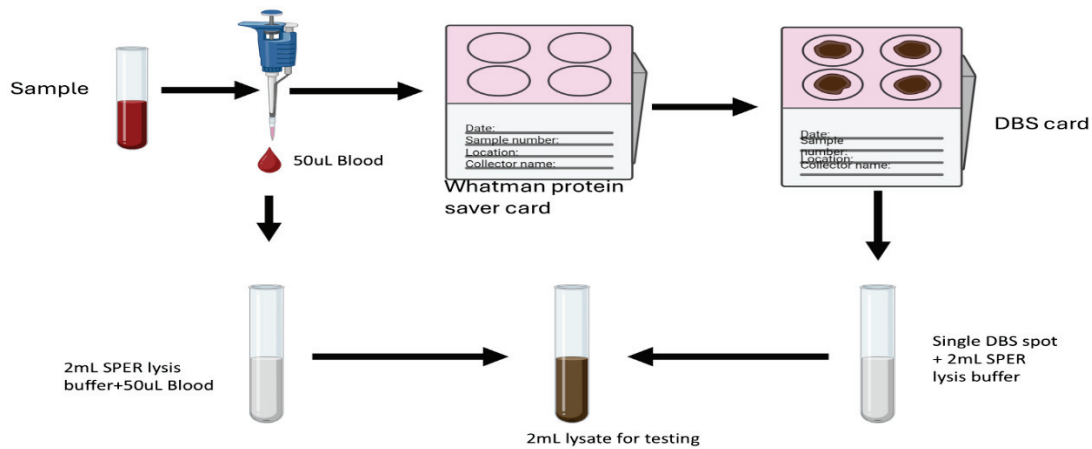 Sample
50uL Blood
Date:
Sample number:
Location:
Collector name:
Whatman protein
saver card
Date:
Sample
number:
Location:
Collector name:
DBS card
2mL SPER lysis
buffer+50uL Blood
2mL lysate for testing
Single DBS spot
+ 2mL SPER
lysis buffer